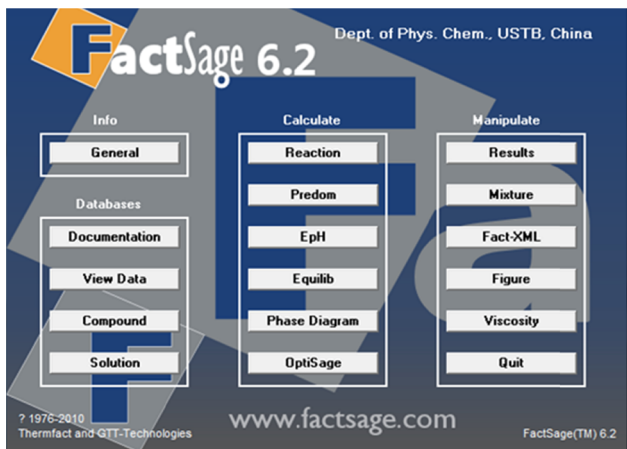 FactSage 6.2
Dept. of Phys. Chem., USTB, China
Info
General
Databases
Documentation
View Data
Compound
Solution
Calculate
Reaction
Predom
EpH
Equilib
Phase Diagram
OptiSage
Manipulate
Results
Mixture
Fact-XML
Figure
Viscosity
Quit
? 1976-2010
Thermfact and GTT-Technologies
www.factsage.com
FactSage(TM) 6.2